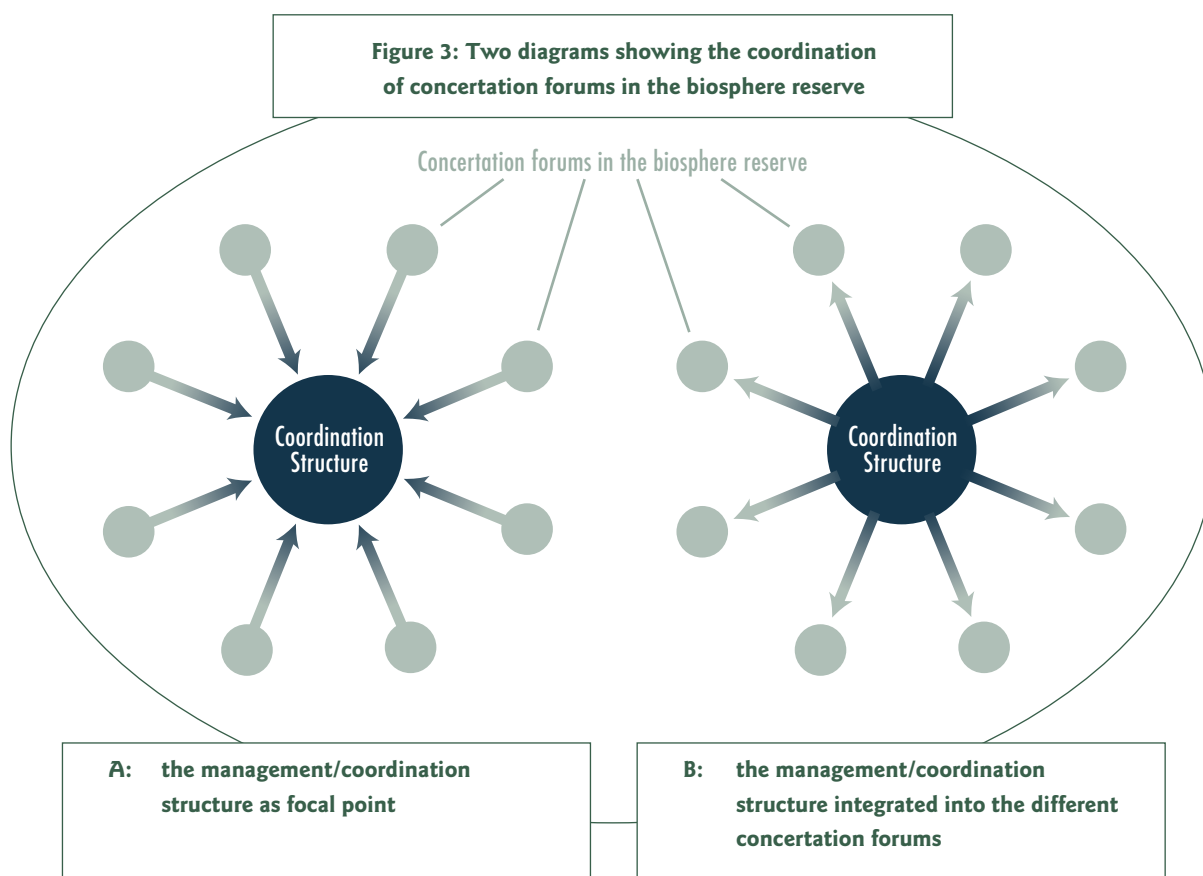 Figure 3: Two diagrams showing the coordination
of concertation forums in the biosphere reserve
Concertation forums in the biosphere reserve
Coordination
Structure
Coordination
Structure
A: the management/coordination
structure as focal point
B: the management/coordination
structure integrated into the different
concertation forums